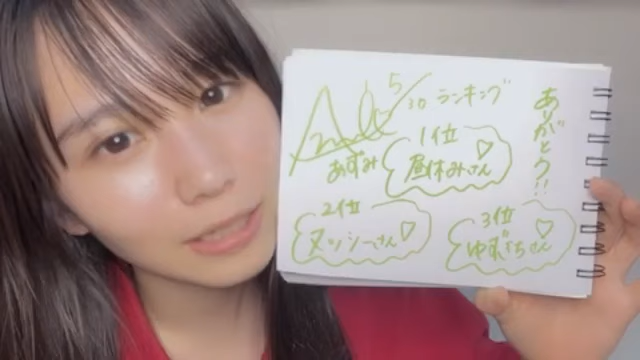 5/30 ランキング
ありがとう!!
あずみ
1位
昼休みさん♡
2位
ヌッシーさん♡
3位
ゆずぽちさん♡